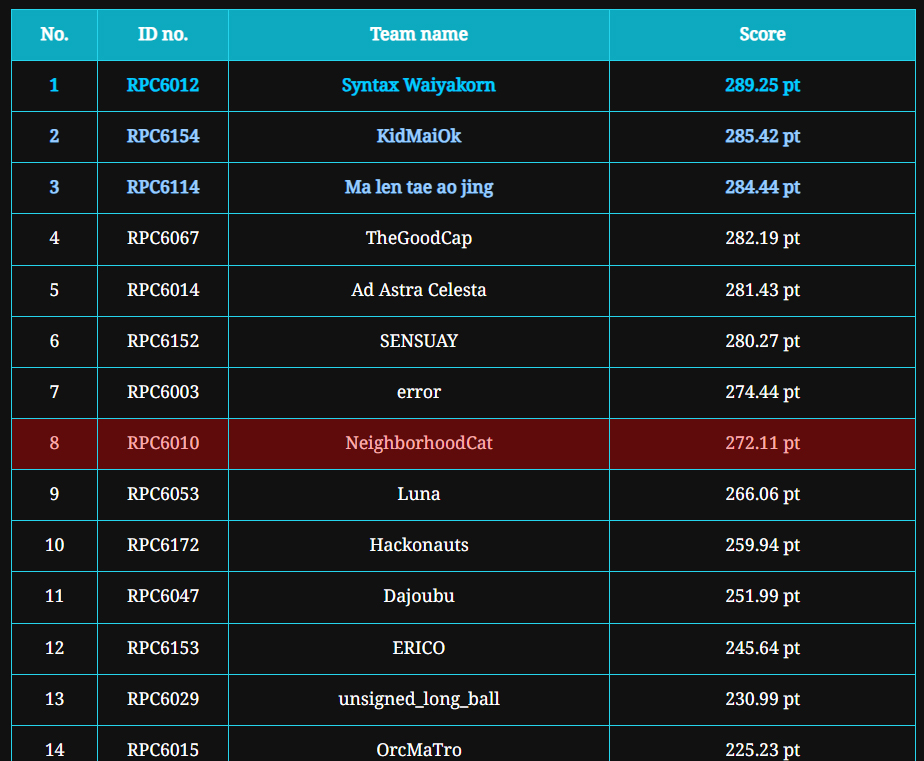 No. ID no. Team name Score
1 RPC6012 Syntax Waiyakorn 289.25 pt
2 RPC6154 KidMaiOk 285.42 pt
3 RPC6114 Ma len tae ao jing 284.44 pt
4 RPC6067 TheGoodCap 282.19 pt
5 RPC6014 Ad Astra Celesta 281.43 pt
6 RPC6152 SENSUAY 280.27 pt
7 RPC6003 error 274.44 pt
8 RPC6010 NeighborhoodCat 272.11 pt
9 RPC6053 Luna 266.06 pt
10 RPC6172 Hackonauts 259.94 pt
11 RPC6047 Dajoubu 251.99 pt
12 RPC6153 ERICO 245.64 pt
13 RPC6029 unsigned_long_ball 230.99 pt
14 RPC6015 OrcMaTro 225.23 pt